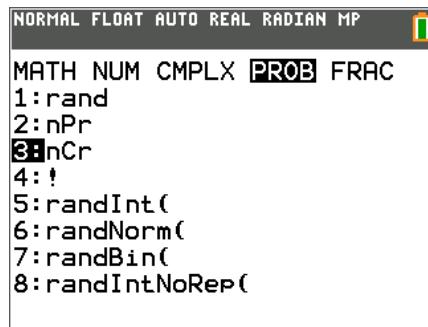 NORMAL FLOAT AUTO REAL RADIAN MP
MATH NUM CMPLX PROB FRAC
1:rand
2:nPr
3:nCr
4:!
5:randInt(
6:randNorm(
7:randBin(
8:randIntNoRep(